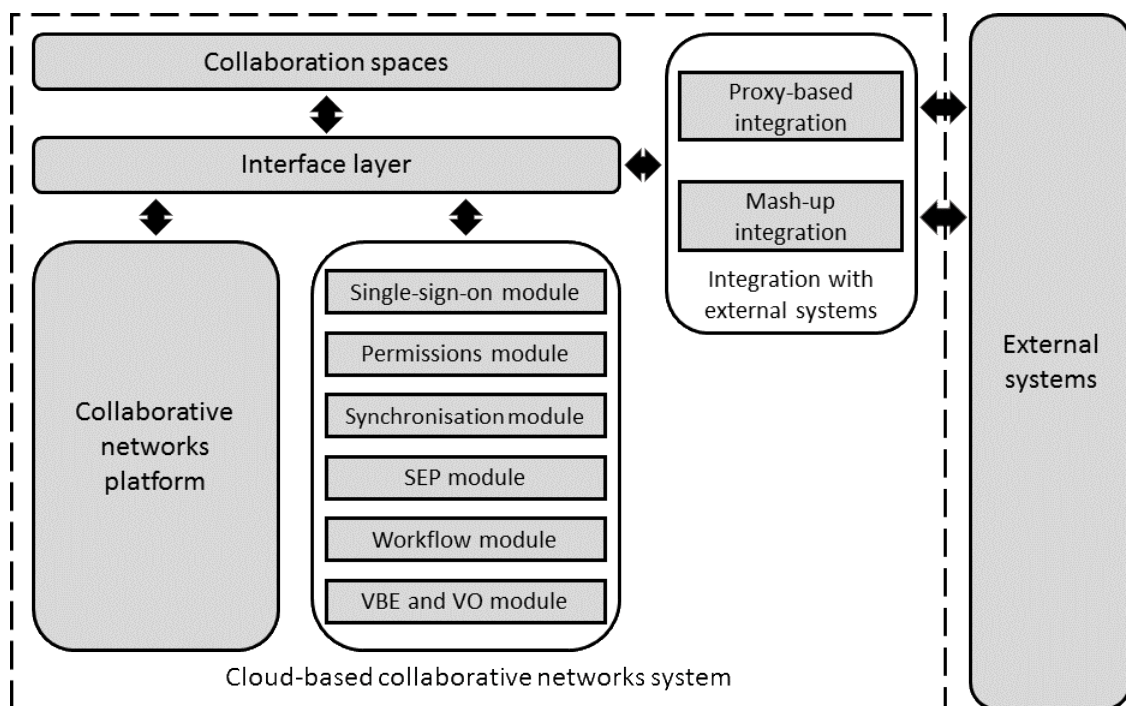 Collaboration spaces
Interface layer
Collaborative
networks
platform
Single-sign-on module
Permissions module
Synchronisation module
SEP module
Workflow module
VBE and VO module
Proxy-based
integration
Mash-up
integration
Integration with
external systems
External
systems
Cloud-based collaborative networks system